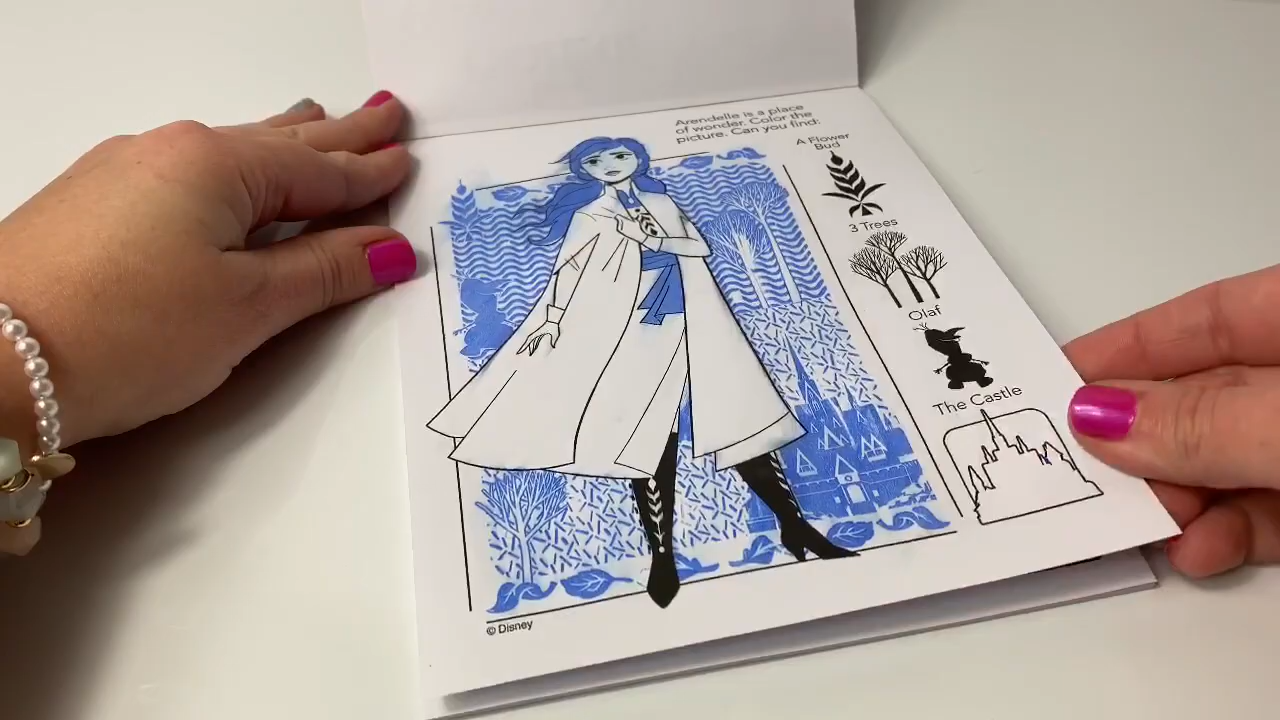 Arendelle is a place
of wonder. Color the
picture. Can you find:
A Flower
Bud
3 Trees
Olaf
The Castle
© Disney